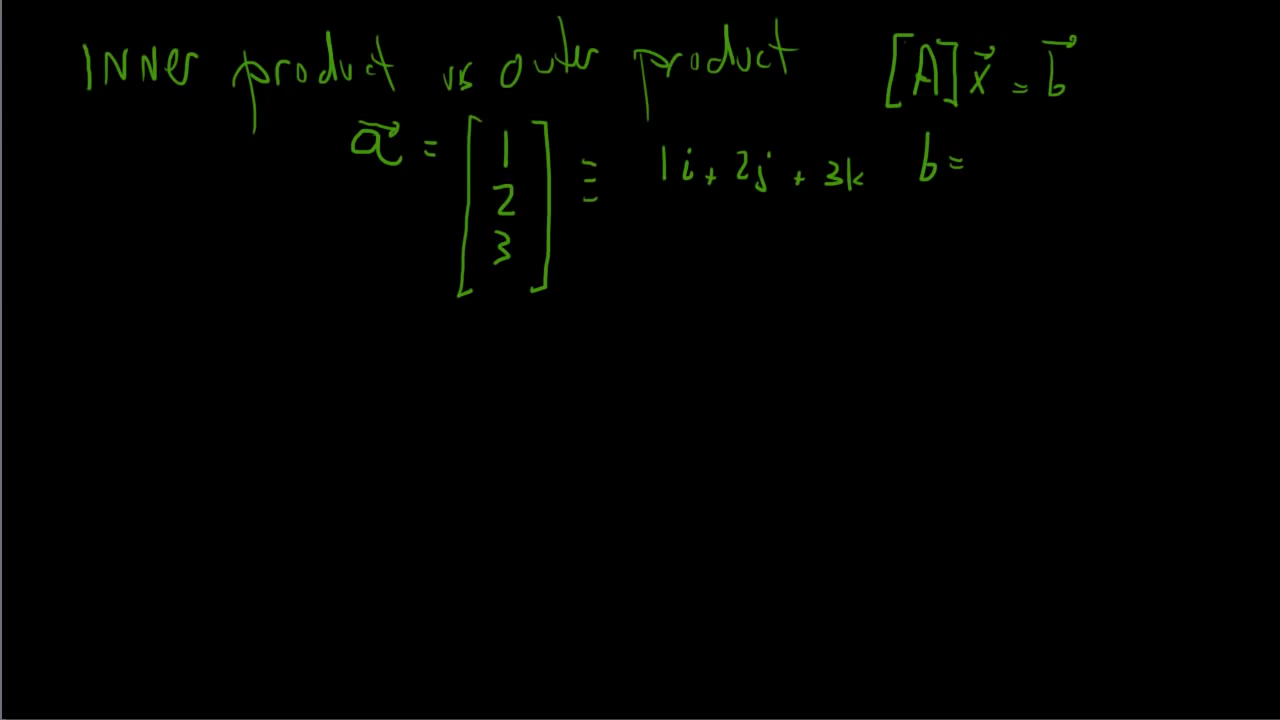 INNer product vs outer product [A]x⃗ = b⃗
a⃗ = [1 2 3] ≡ 1i + 2j + 3k b=